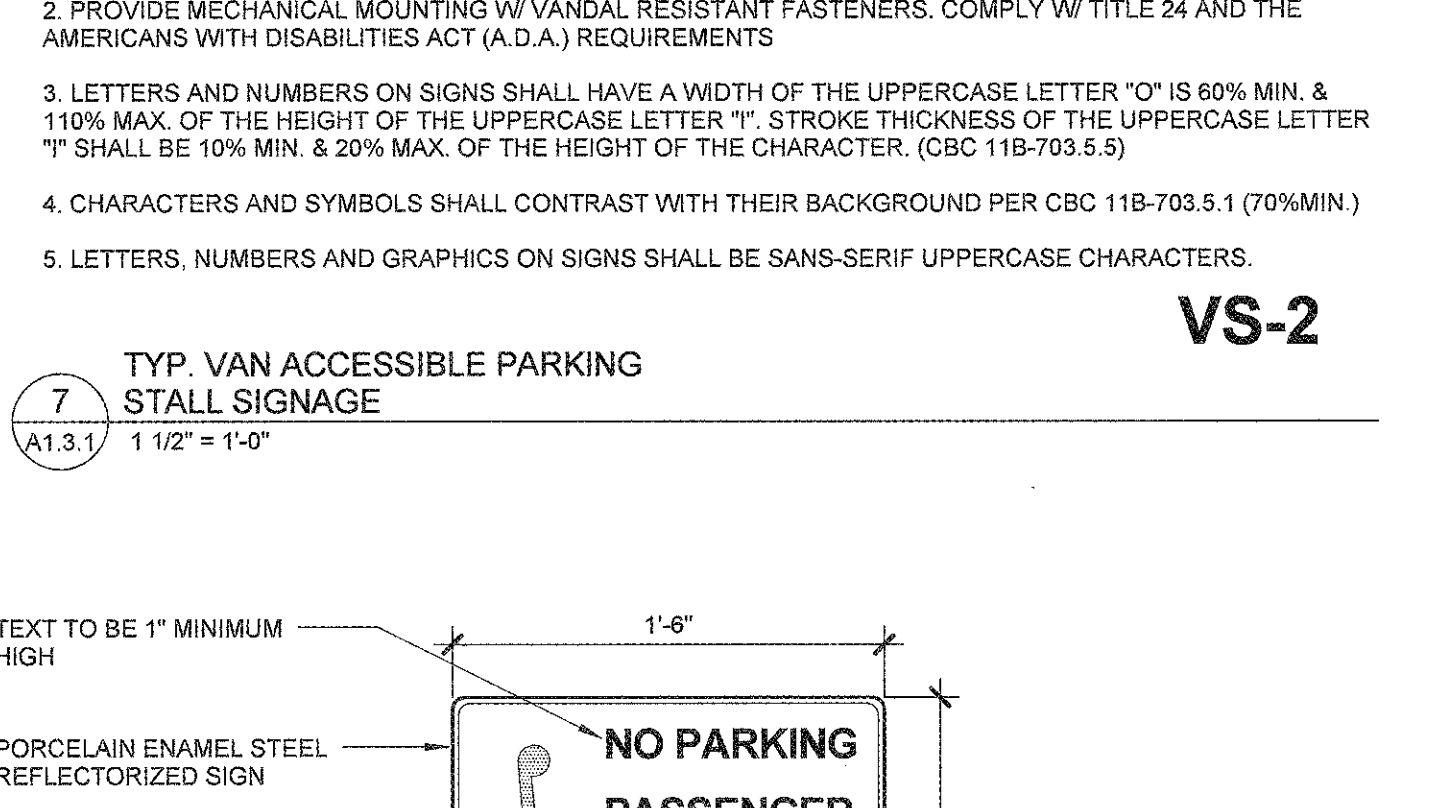 2. PROVIDE MECHANICAL MOUNTING W/ VANDAL RESISTANT FASTENERS. COMPLY W/ TITLE 24 AND THE
AMERICANS WITH DISABILITIES ACT (A.D.A.) REQUIREMENTS
3. LETTERS AND NUMBERS ON SIGNS SHALL HAVE A WIDTH OF THE UPPERCASE LETTER "O" IS 60% MIN. &
110% MAX. OF THE HEIGHT OF THE UPPERCASE LETTER "I". STROKE THICKNESS OF THE UPPERCASE LETTER
"I" SHALL BE 10% MIN. & 20% MAX. OF THE HEIGHT OF THE CHARACTER. (CBC 11B-703.5.5)
4. CHARACTERS AND SYMBOLS SHALL CONTRAST WITH THEIR BACKGROUND PER CBC 11B-703.5.1 (70%MIN.)
5. LETTERS, NUMBERS AND GRAPHICS ON SIGNS SHALL BE SANS-SERIF UPPERCASE CHARACTERS.
VS-2
TYP. VAN ACCESSIBLE PARKING
7 STALL SIGNAGE
A1.3.1 1 1/2" = 1'-0"
TEXT TO BE 1" MINIMUM
HIGH
1'-6"
PORCELAIN ENAMEL STEEL
REFLECTORIZED SIGN
NO PARKING
PASSENGER